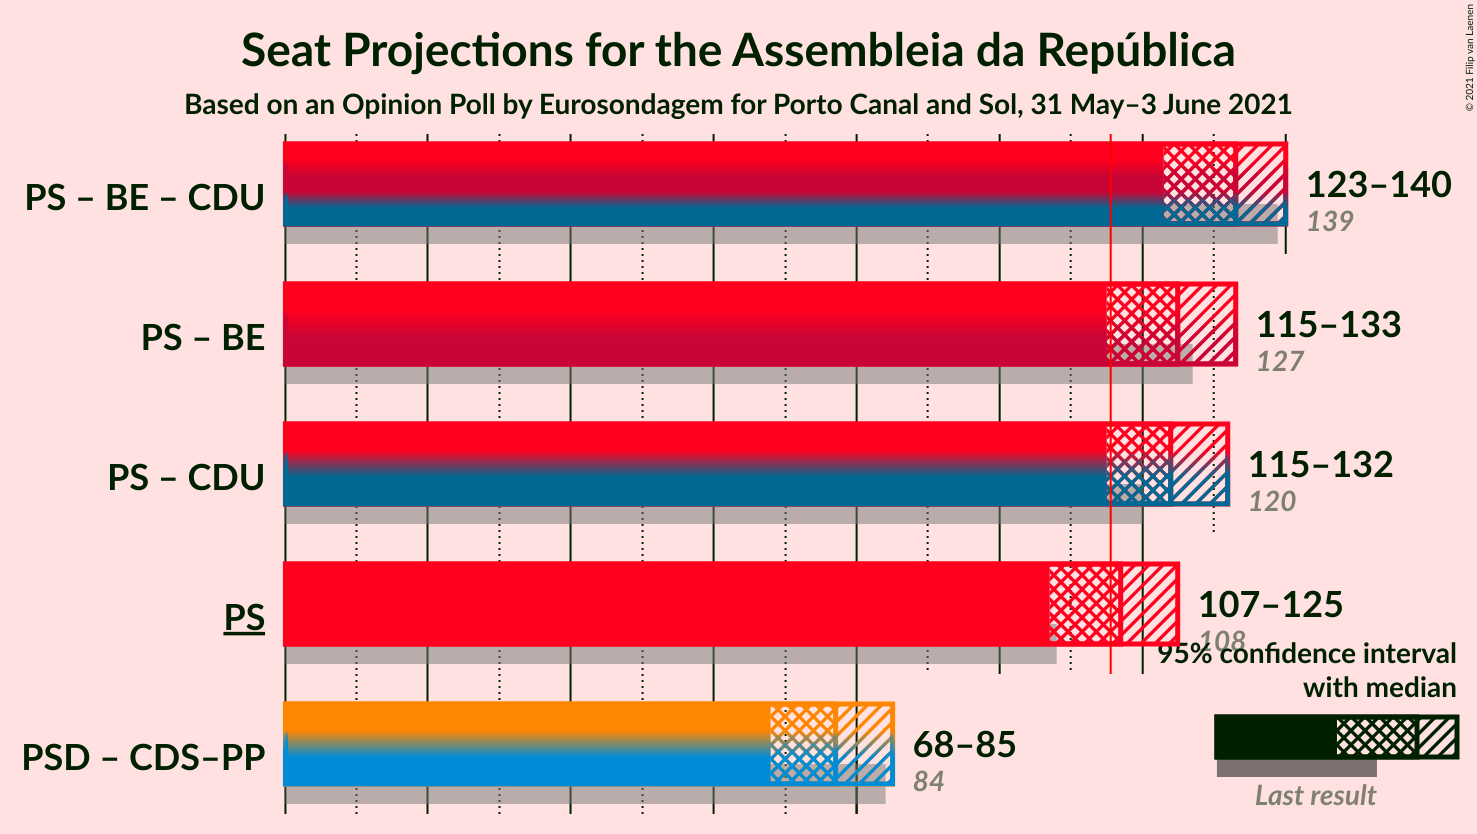 Seat Projections for the Assembleia da República
Based on an Opinion Poll by Eurosondagem for Porto Canal and Sol, 31 May–3 June 2021
© 2021 Filip van Laenen
PS – BE – CDU
123–140
139
PS – BE
115–133
127
PS – CDU
115–132
120
PS
107–125
108
95% confidence interval
with median
Last result
PSD – CDS–PP
68–85
84